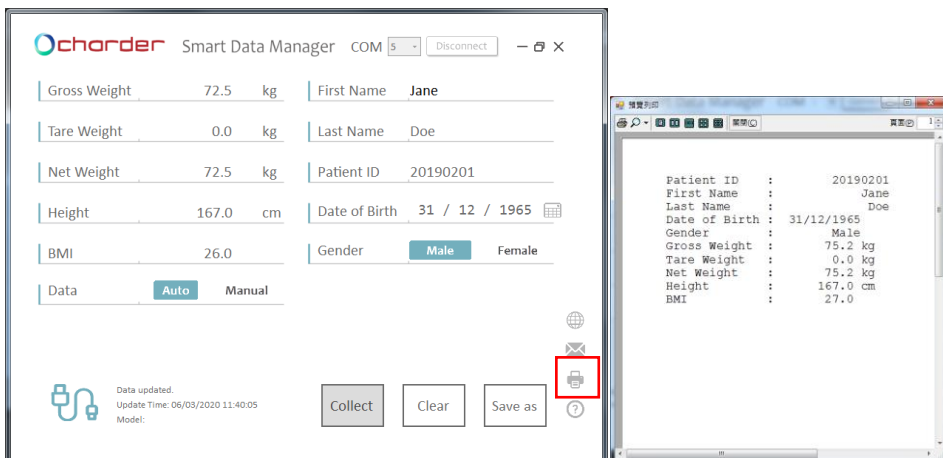 charder Smart Data Manager COM 5 Disconnect
Gross Weight 72.5 kg First Name Jane
Tare Weight 0.0 kg Last Name Doe
Net Weight 72.5 kg Patient ID 20190201
Height 167.0 cm Date of Birth 31 / 12 / 1965
BMI 26.0 Gender Male Female
Data Auto Manual
Data updated.
Update Time: 06/03/2020 11:40:05
Model:
Collect Clear Save as
預覽列印
關閉(C) 頁面(P) 1
Patient ID : 20190201
First Name : Jane
Last Name : Doe
Date of Birth : 31/12/1965
Gender : Male
Gross Weight : 75.2 kg
Tare Weight : 0.0 kg
Net Weight : 75.2 kg
Height : 167.0 cm
BMI : 27.0